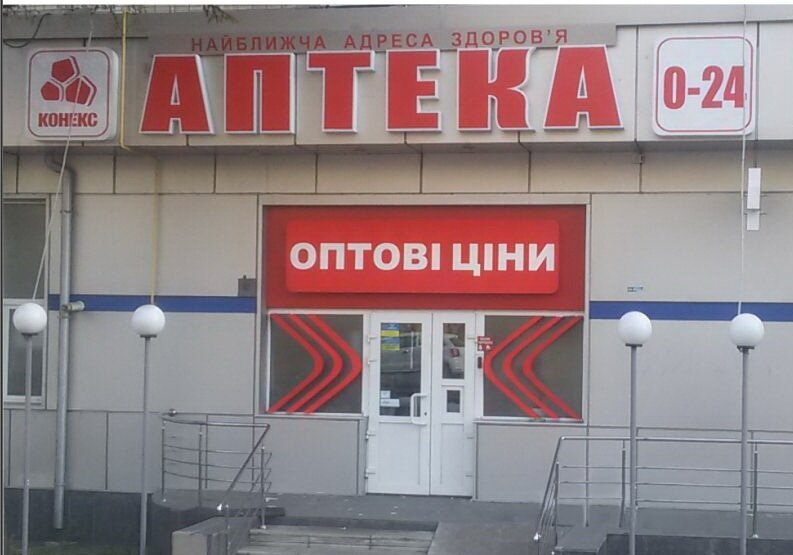 НАЙБЛИЖЧА АДРЕСА ЗДОРОВ'Я
КОНЕКС
АПТЕКА
0-24
ОПТОВІ ЦІНИ